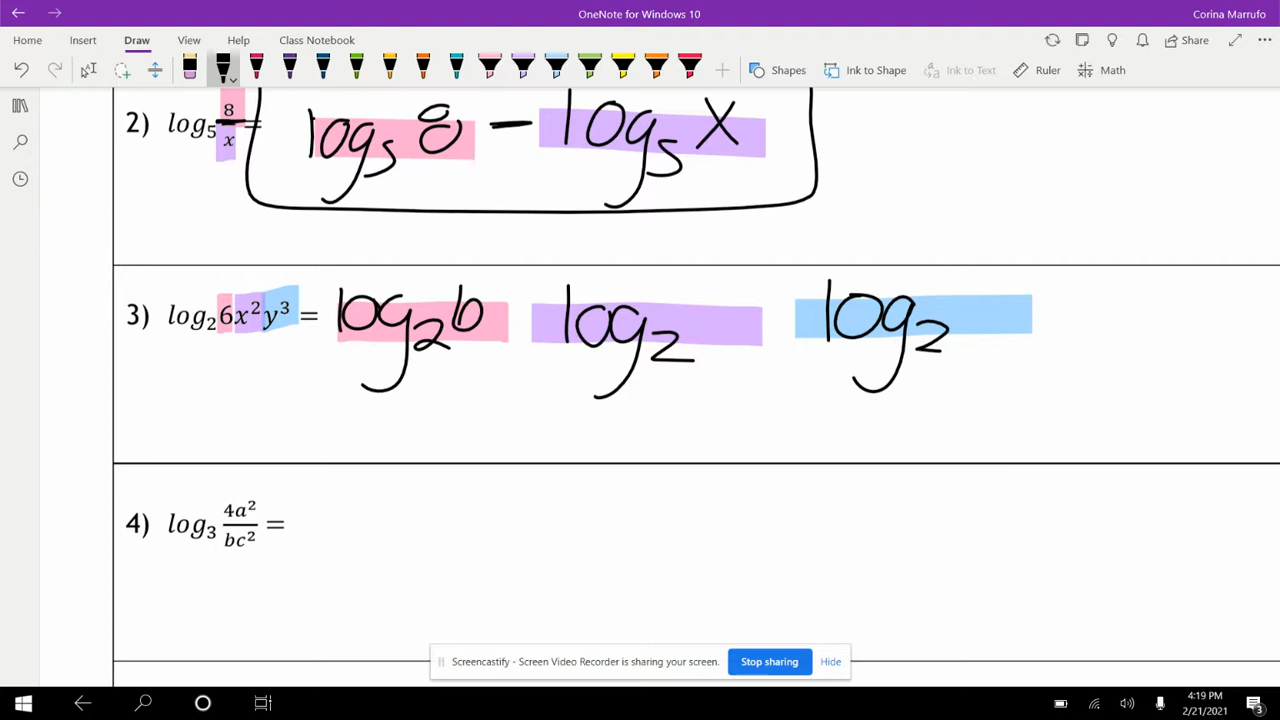 OneNote for Windows 10
Corina Marrufo
Home Insert Draw View Help Class Notebook
Share
Shapes Ink to Shape Ink to Text Ruler Math
2) log₅ 8/x = log₅ 8 − log₅ x
3) log₂ 6x²y³ = log₂ 6 log₂ log₂
4) log₃ 4a²/bc² =
Screencastify - Screen Video Recorder is sharing your screen. Stop sharing Hide
4:19 PM
2/21/2021
3